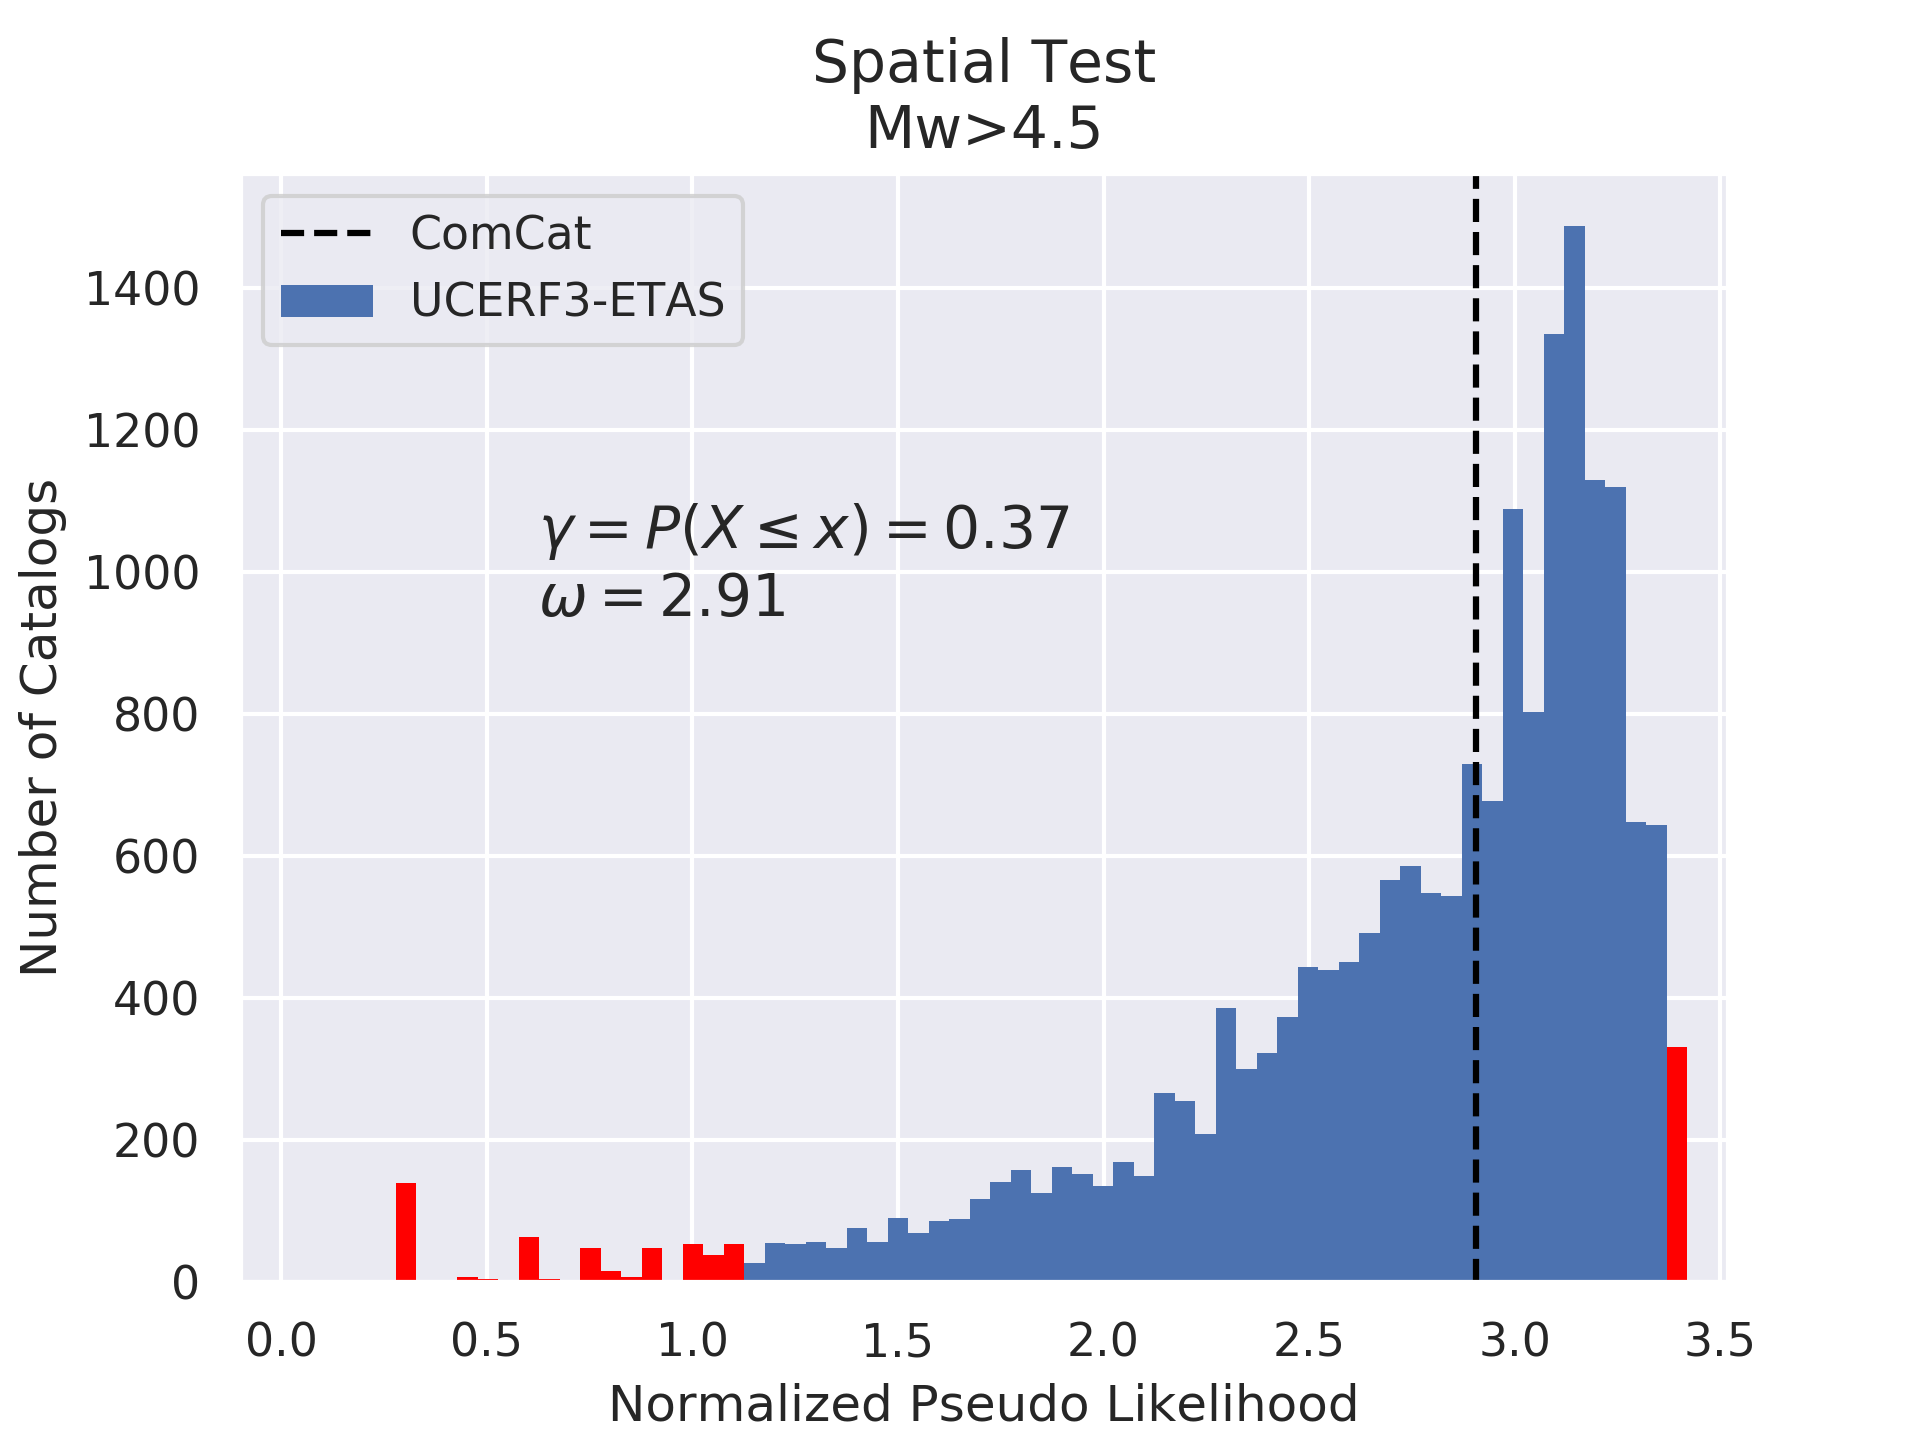 Spatial Test
Mw>4.5
ComCat
UCERF3-ETAS
γ = P(X ≤ x) = 0.37
ω = 2.91
Number of Catalogs
1400
1200
1000
800
600
400
200
0
0.0 0.5 1.0 1.5 2.0 2.5 3.0 3.5
Normalized Pseudo Likelihood